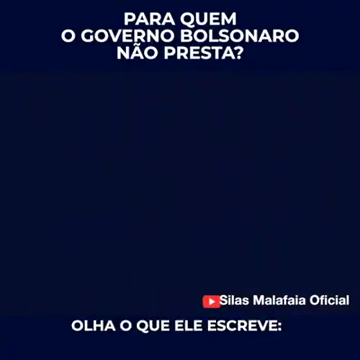 PARA QUEM
O GOVERNO BOLSONARO
NÃO PRESTA?
Silas Malafaia Oficial
OLHA O QUE ELE ESCREVE: